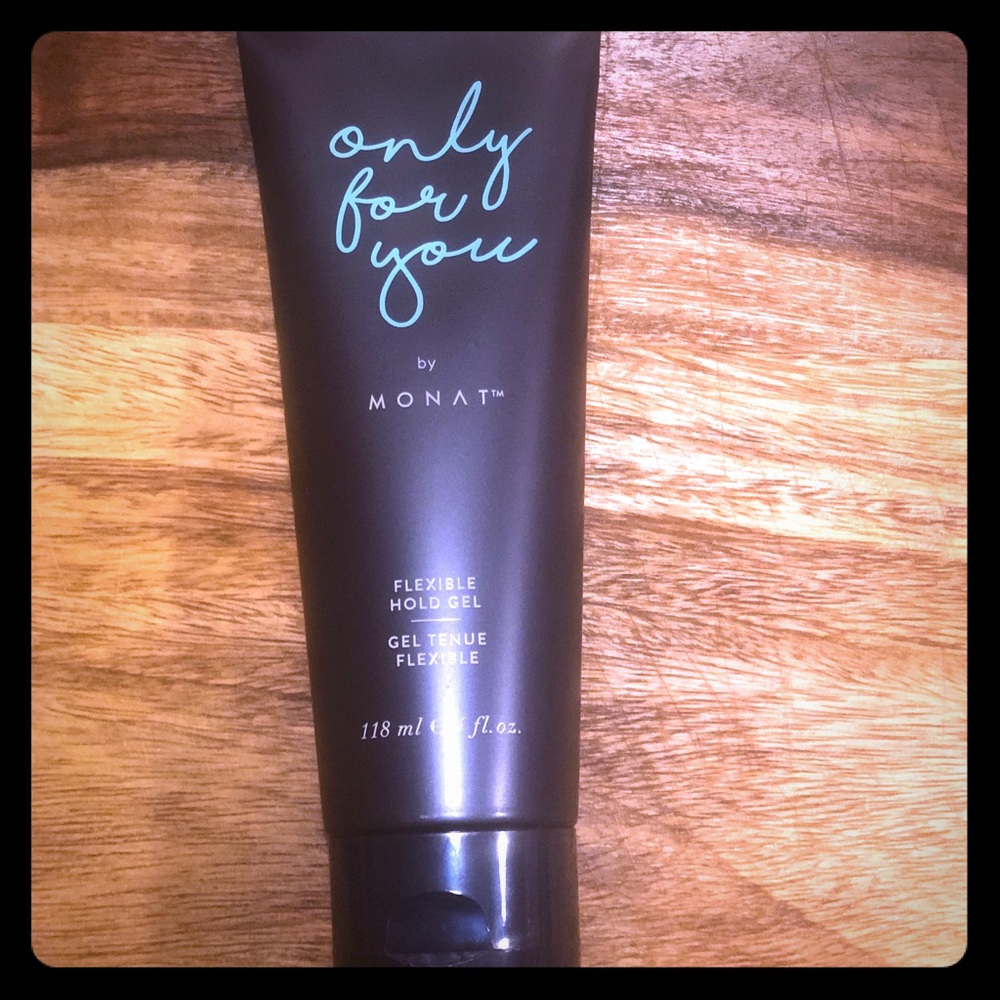 only
for
you
by
MONAT™
FLEXIBLE
HOLD GEL
GEL TENUE
FLEXIBLE
118 ml fl.oz.